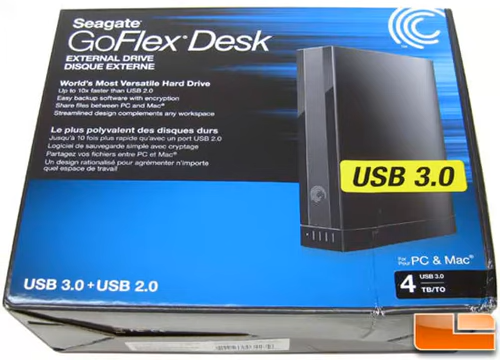 Seagate
GoFlex® Desk
EXTERNAL DRIVE
DISQUE EXTERNE
World's Most Versatile Hard Drive
Up to 10x faster than USB 2.0
Easy backup software with encryption
Share files between PC and Mac®
Streamlined design complements any workspace
Le plus polyvalent des disques durs
Jusqu'à 10 fois plus rapide qu'avec un port USB 2.0
Logiciel de sauvegarde simple avec cryptage
Partagez vos fichiers entre PC et Mac®
Un design rationalisé pour agrémenter n'importe
quel espace de travail
USB 3.0
USB 3.0 + USB 2.0
For
Pour
PC & Mac®
4
USB 3.0
TB/TO